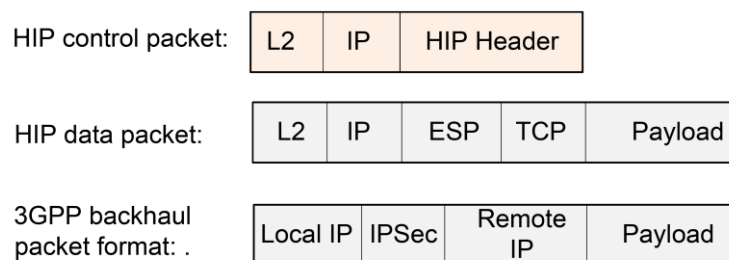 HIP control packet: L2 IP HIP Header
HIP data packet: L2 IP ESP TCP Payload
3GPP backhaul
packet format: . Local IP IPSec Remote IP Payload